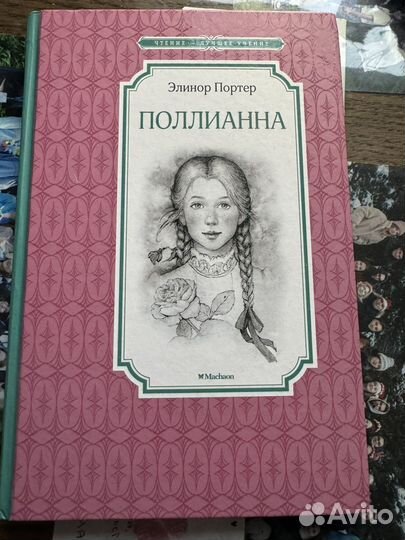 ЧТЕНИЕ – ЛУЧШЕЕ УЧЕНИЕ
Элинор Портер
ПОЛЛИАННА
Machaon
Avito